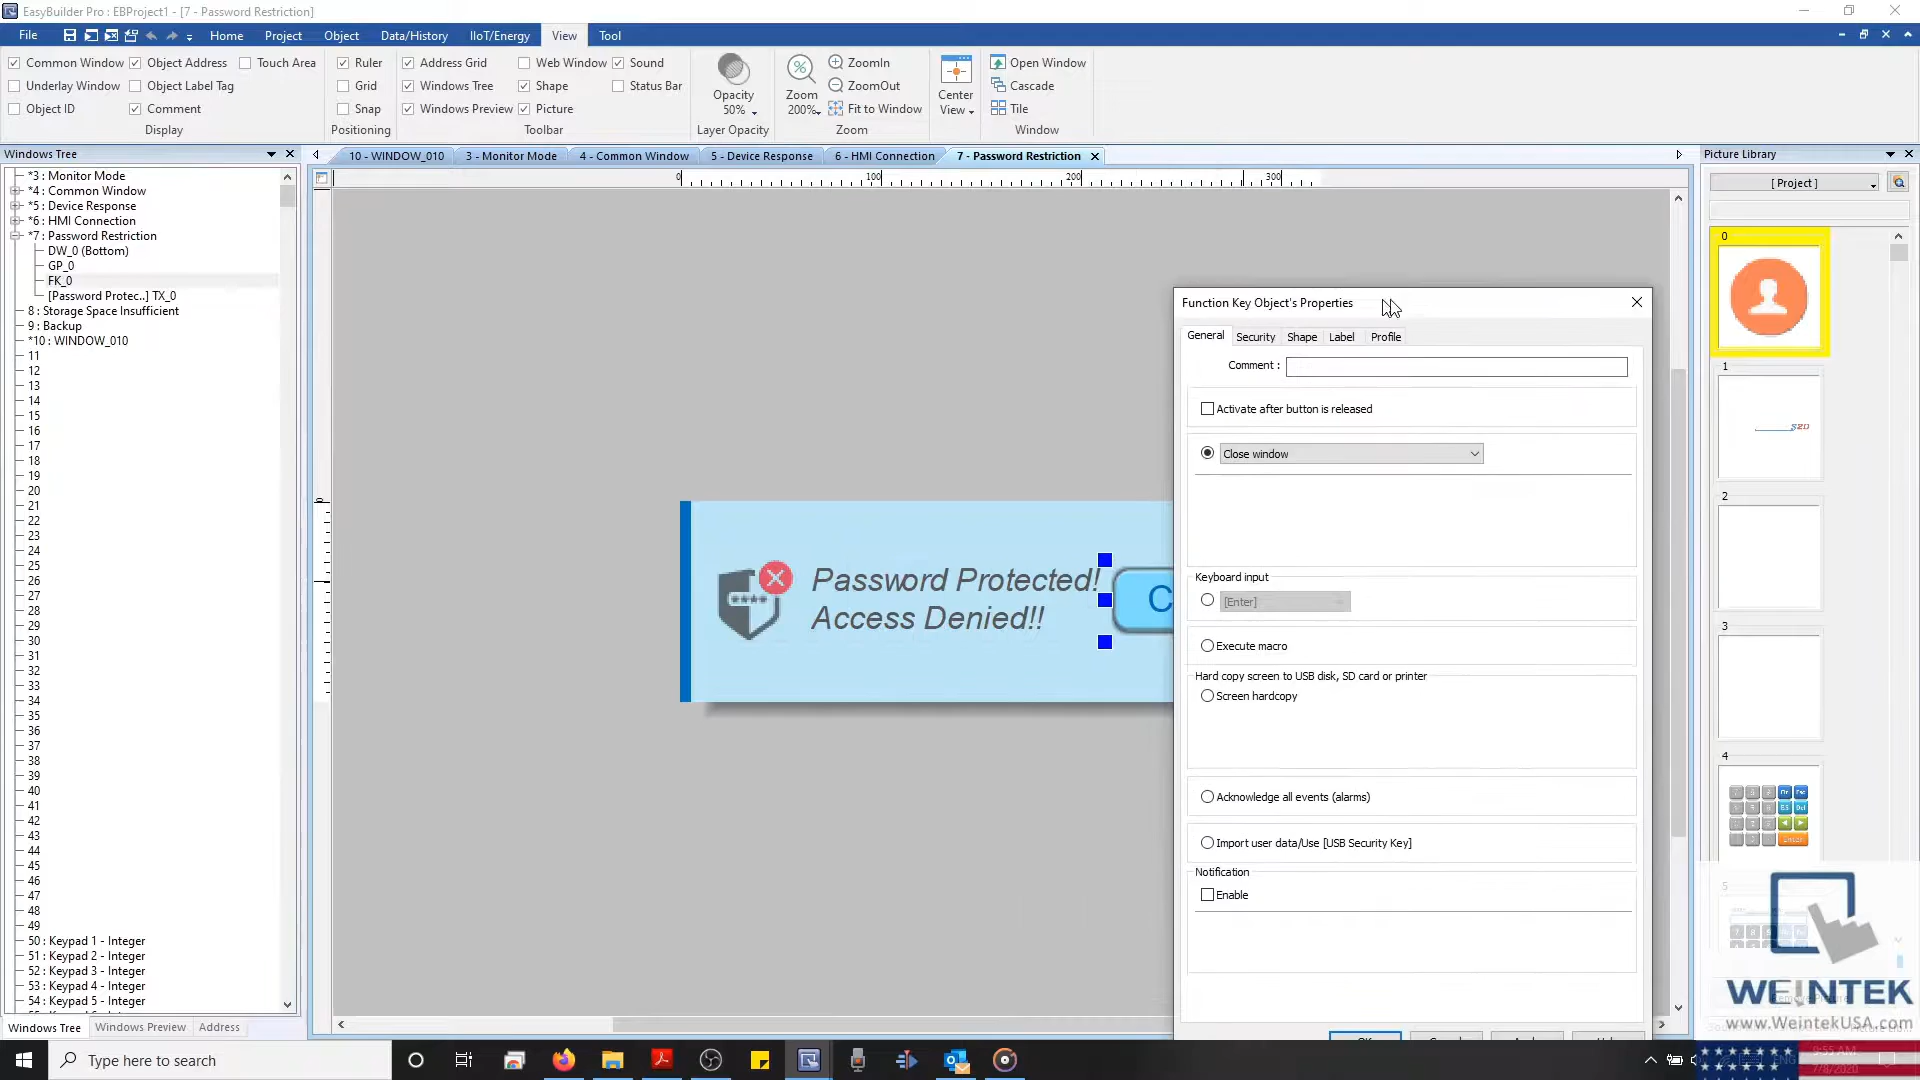 EasyBuilder Pro : EBProject1 - [7 - Password Restriction]
File Home Project Object Data/History IIoT/Energy View Tool
Common Window Object Address Touch Area Ruler Address Grid Web Window Sound ZoomIn Open Window
Underlay Window Object Label Tag Grid Windows Tree Shape Status Bar ZoomOut Cascade
Object ID Comment Snap Windows Preview Picture Fit to Window Tile
Opacity 50% Zoom 200% Center View
Display Positioning Toolbar Layer Opacity Zoom Window
Windows Tree
10 - WINDOW_010 3 - Monitor Mode 4 - Common Window 5 - Device Response 6 - HMI Connection 7 - Password Restriction
Picture Library
[ Project ]
0 100 200 300
0
*3 : Monitor Mode
*4 : Common Window
*5 : Device Response
*6 : HMI Connection
*7 : Password Restriction
DW_0 (Bottom)
GP_0
FK_0
[Password Protec..] TX_0
8 : Storage Space Insufficient
9 : Backup
*10 : WINDOW_010
11
12
13
14
15
16
17
18
19
20
21
22
23
24
25
26
27
28
29
30
31
32
33
34
35
36
37
38
39
40
41
42
43
44
45
46
47
48
49
50 : Keypad 1 - Integer
51 : Keypad 2 - Integer
52 : Keypad 3 - Integer
53 : Keypad 4 - Integer
54 : Keypad 5 - Integer
Windows Tree Windows Preview Address
Password Protected!
Access Denied!!
C
Function Key Object's Properties
General Security Shape Label Profile
Comment :
Activate after button is released
Close window
Keyboard input
[Enter]
Execute macro
Hard copy screen to USB disk, SD card or printer
Screen hardcopy
Acknowledge all events (alarms)
Import user data/Use [USB Security Key]
Notification
Enable
0
1
2
3
4
5
WEINTEK
www.WeintekUSA.com
Type here to search
9:55 AM
7/8/2020